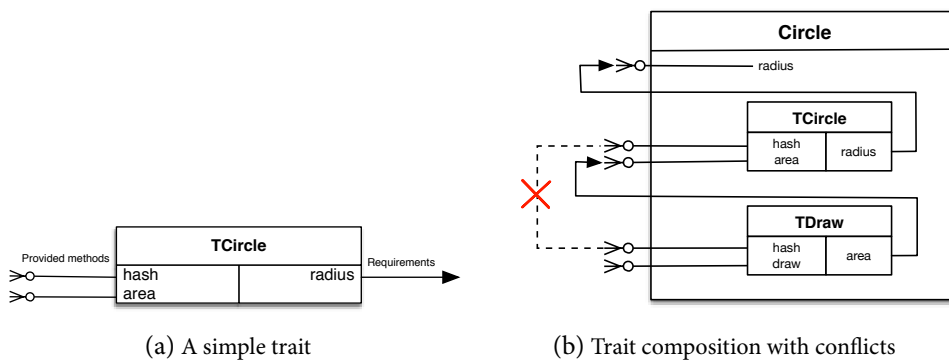 Circle
radius
TCircle
hash
area
radius
TDraw
hash
draw
area
TCircle
Provided methods
hash
area
radius
Requirements
(a) A simple trait
(b) Trait composition with conflicts